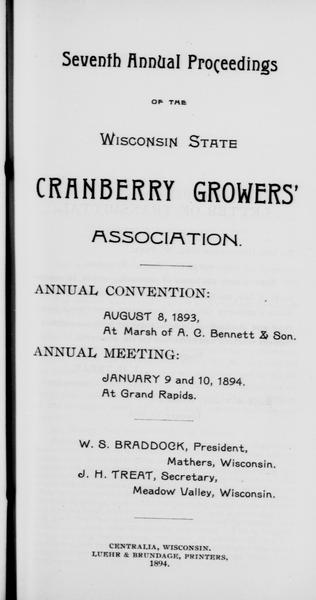 Seventh Annual Proceedings
OF THE
WISCONSIN STATE
CRANBERRY GROWERS'
ASSOCIATION.
ANNUAL CONVENTION:
AUGUST 8, 1893,
At Marsh of A. C. Bennett & Son.
ANNUAL MEETING:
JANUARY 9 and 10, 1894.
At Grand Rapids.
W. S. BRADDOCK, President,
Mathers, Wisconsin.
J. H. TREAT, Secretary,
Meadow Valley, Wisconsin.
CENTRALIA, WISCONSIN.
LUEHR & BRUNDAGE, PRINTERS,
1894.